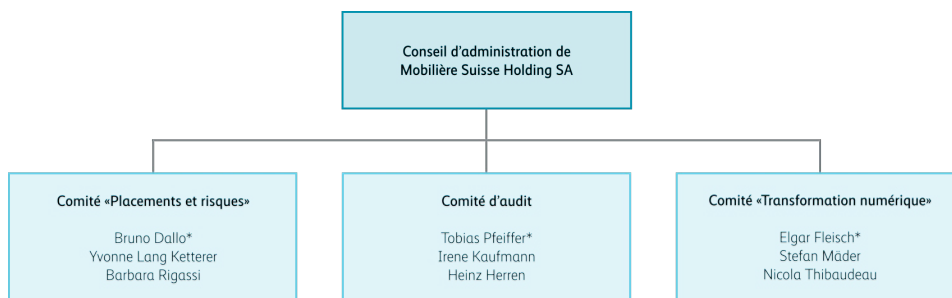 Conseil d’administration de
Mobilière Suisse Holding SA
Comité «Placements et risques»
Bruno Dallo*
Yvonne Lang Ketterer
Barbara Rigassi
Comité d’audit
Tobias Pfeiffer*
Irene Kaufmann
Heinz Herren
Comité «Transformation numérique»
Elgar Fleisch*
Stefan Mäder
Nicola Thibaudeau